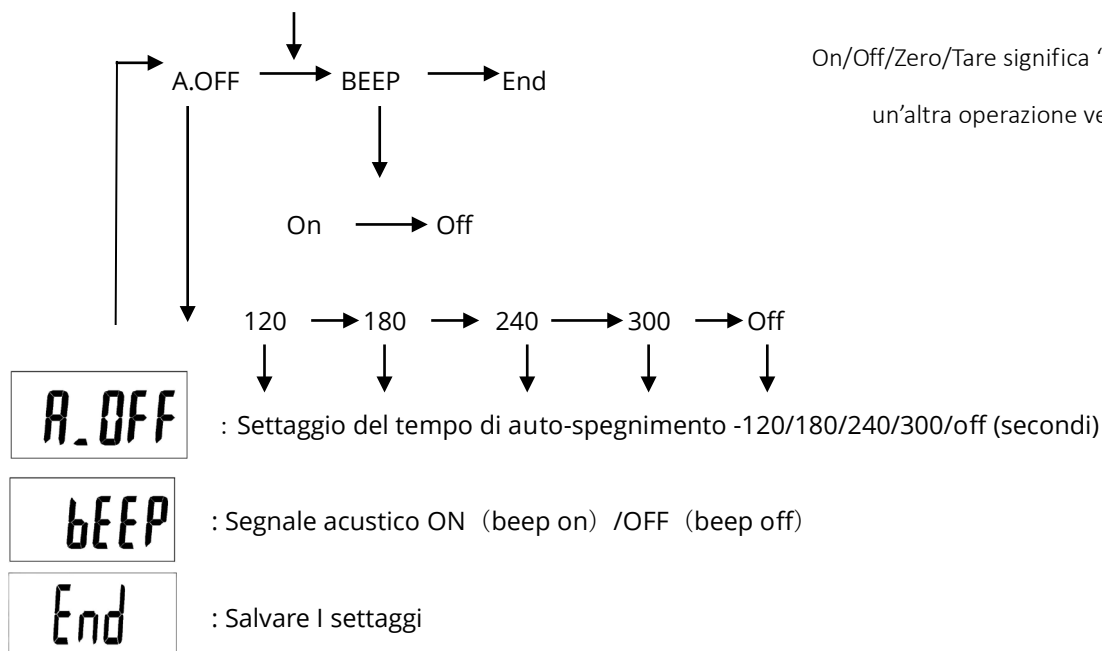 On/Off/Zero/Tare significa “
A.OFF BEEP End
un’altra operazione
On Off
120 180 240 300 Off
A_OFF : Settaggio del tempo di auto-spegnimento -120/180/240/300/off (secondi)
bEEP : Segnale acustico ON（beep on）/OFF（beep off）
End : Salvare I settaggi